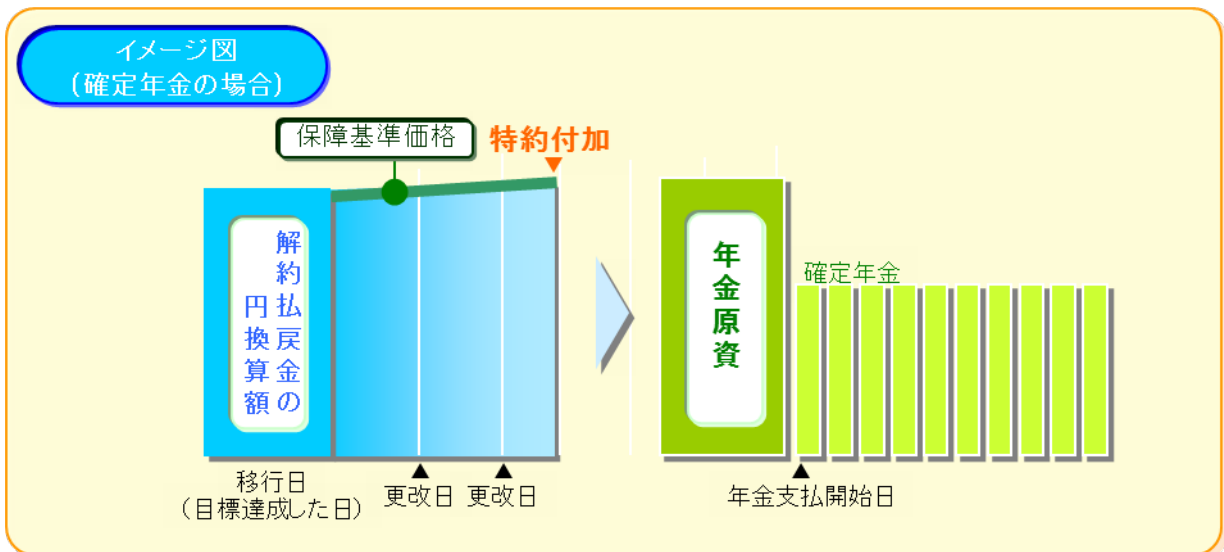 イメージ図
(確定年金の場合)
保障基準価格
特約付加
解約払戻金の
円換算額
年金原資
確定年金
移行日
(目標達成した日)
更改日
更改日
年金支払開始日